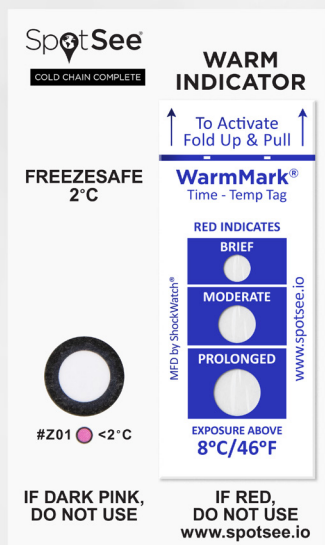 SpotSee®
COLD CHAIN COMPLETE
FREEZESAFE
2°C
#Z01 <2°C
IF DARK PINK,
DO NOT USE
WARM
INDICATOR
To Activate
Fold Up & Pull
WarmMark®
Time - Temp Tag
RED INDICATES
BRIEF
MODERATE
PROLONGED
MFD by ShockWatch®
www.spotsee.io
EXPOSURE ABOVE
8°C/46°F
IF RED,
DO NOT USE
www.spotsee.io